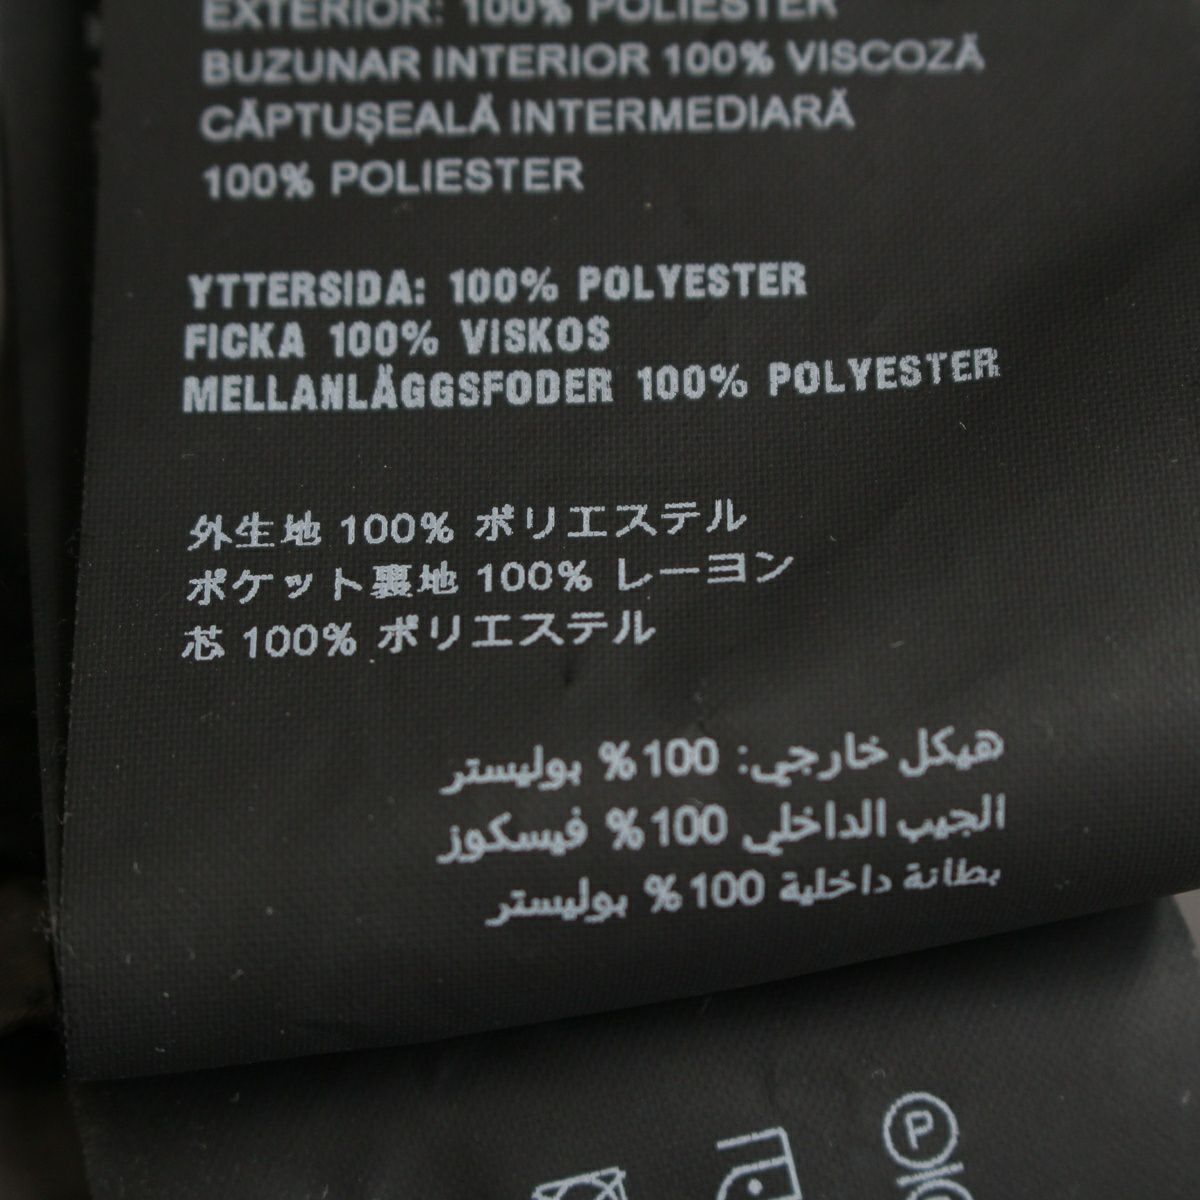 EXTERIOR: 100% POLIESTER
BUZUNAR INTERIOR 100% VISCOZĂ
CĂPTUȘEALĂ INTERMEDIARĂ
100% POLIESTER
YTTERSIDA: 100% POLYESTER
FICKA 100% VISKOS
MELLANLÄGGSFODER 100% POLYESTER
外生地 100% ポリエステル
ポケット裏地 100% レーヨン
芯 100% ポリエステル
هيكل خارجي: 100% بوليستر
الجيب الداخلي 100% فيسكوز
بطانة داخلية 100% بوليستر
P